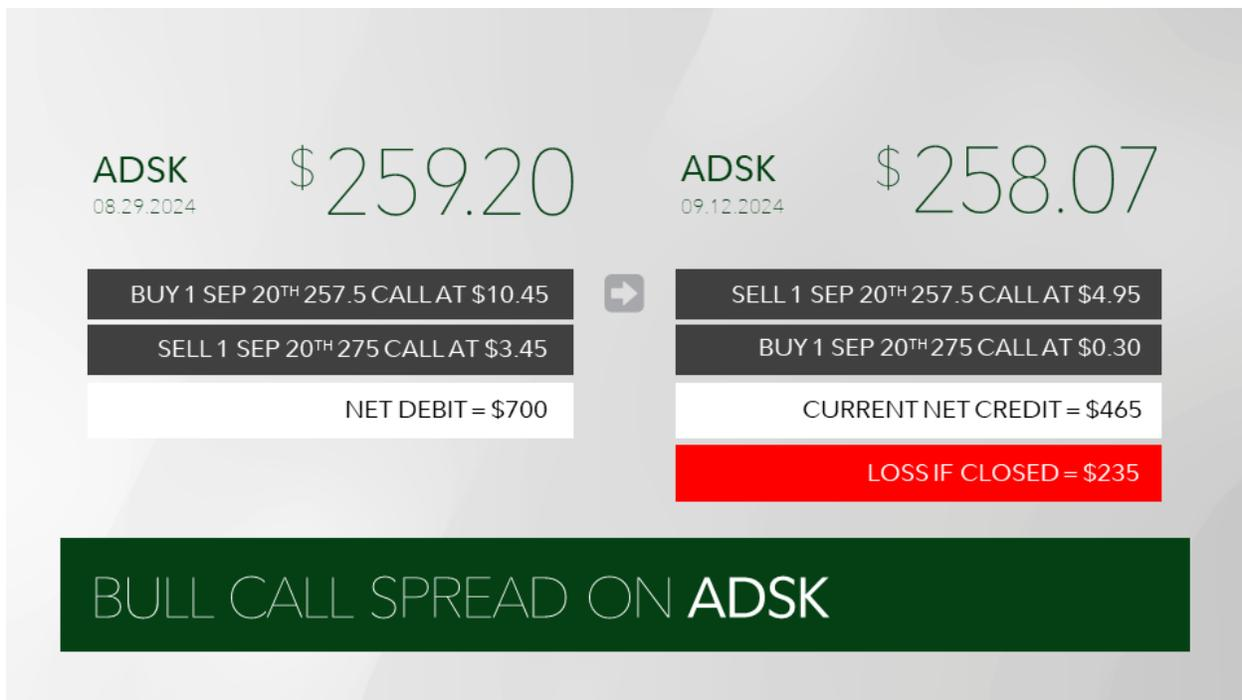 ADSK
08.29.2024
$259.20
BUY 1 SEP 20TH 257.5 CALL AT $10.45
SELL 1 SEP 20TH 275 CALL AT $3.45
NET DEBIT = $700
ADSK
09.12.2024
$258.07
SELL 1 SEP 20TH 257.5 CALL AT $4.95
BUY 1 SEP 20TH 275 CALL AT $0.30
CURRENT NET CREDIT = $465
LOSS IF CLOSED = $235
BULL CALL SPREAD ON ADSK